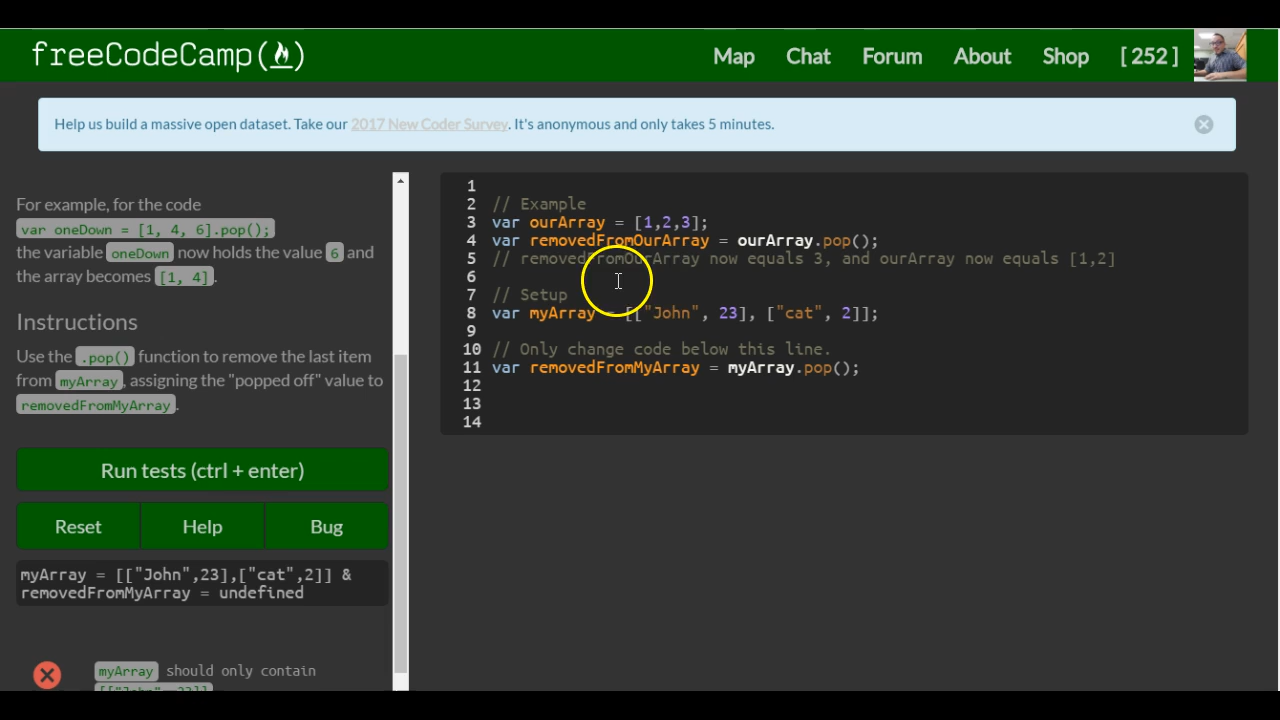 freeCodeCamp(🔥)
Map Chat Forum About Shop [ 252 ]
Help us build a massive open dataset. Take our 2017 New Coder Survey. It's anonymous and only takes 5 minutes.
For example, for the code
var oneDown = [1, 4, 6].pop();
the variable oneDown now holds the value 6 and
the array becomes [1, 4].
Instructions
Use the .pop() function to remove the last item
from myArray, assigning the "popped off" value to
removedFromMyArray.
Run tests (ctrl + enter)
Reset Help Bug
myArray = [["John",23],["cat",2]] &
removedFromMyArray = undefined
myArray should only contain
[["John", 23]]
1
2 // Example
3 var ourArray = [1,2,3];
4 var removedFromOurArray = ourArray.pop();
5 // removedFromOurArray now equals 3, and ourArray now equals [1,2]
6
7 // Setup
8 var myArray = [["John", 23], ["cat", 2]];
9
10 // Only change code below this line.
11 var removedFromMyArray = myArray.pop();
12
13
14